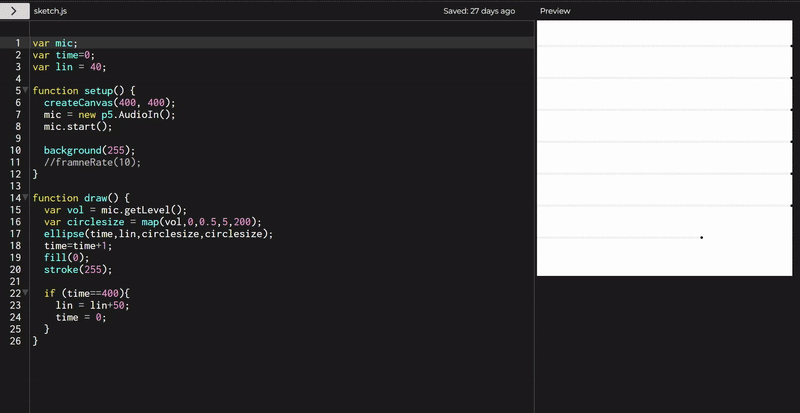 sketch.js Saved: 27 days ago Preview
1 var mic;
2 var time=0;
3 var lin = 40;
4
5 function setup() {
6 createCanvas(400, 400);
7 mic = new p5.AudioIn();
8 mic.start();
9
10 background(255);
11 //framneRate(10);
12 }
13
14 function draw() {
15 var vol = mic.getLevel();
16 var circlesize = map(vol,0,0.5,5,200);
17 ellipse(time,lin,circlesize,circlesize);
18 time=time+1;
19 fill(0);
20 stroke(255);
21
22 if (time==400){
23 lin = lin+50;
24 time = 0;
25 }
26 }